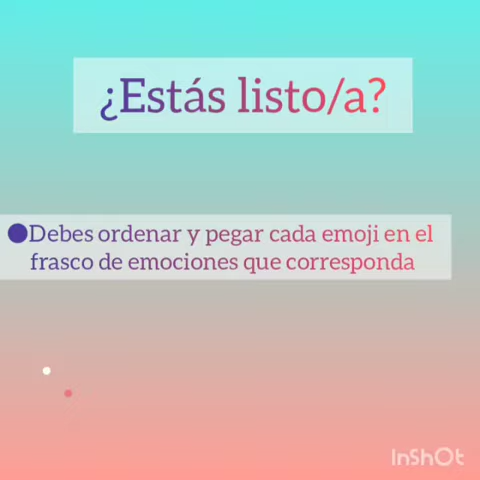 ¿Estás listo/a?
●Debes ordenar y pegar cada emoji en el
frasco de emociones que corresponda
InShOt